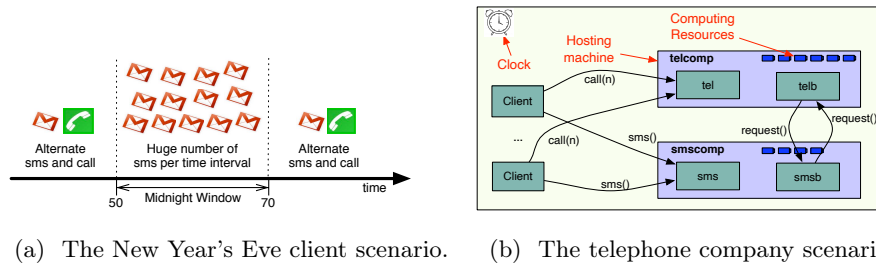 Alternate
sms and call
Huge number of
sms per time interval
Alternate
sms and call
time
50
Midnight Window
70
(a) The New Year's Eve client scenario.
Clock
Hosting
machine
Computing
Resources
telcomp
tel
telb
Client
call(n)
...
call(n)
sms()
request()
request()
smscomp
Client
sms()
sms
smsb
(b) The telephone company scenari